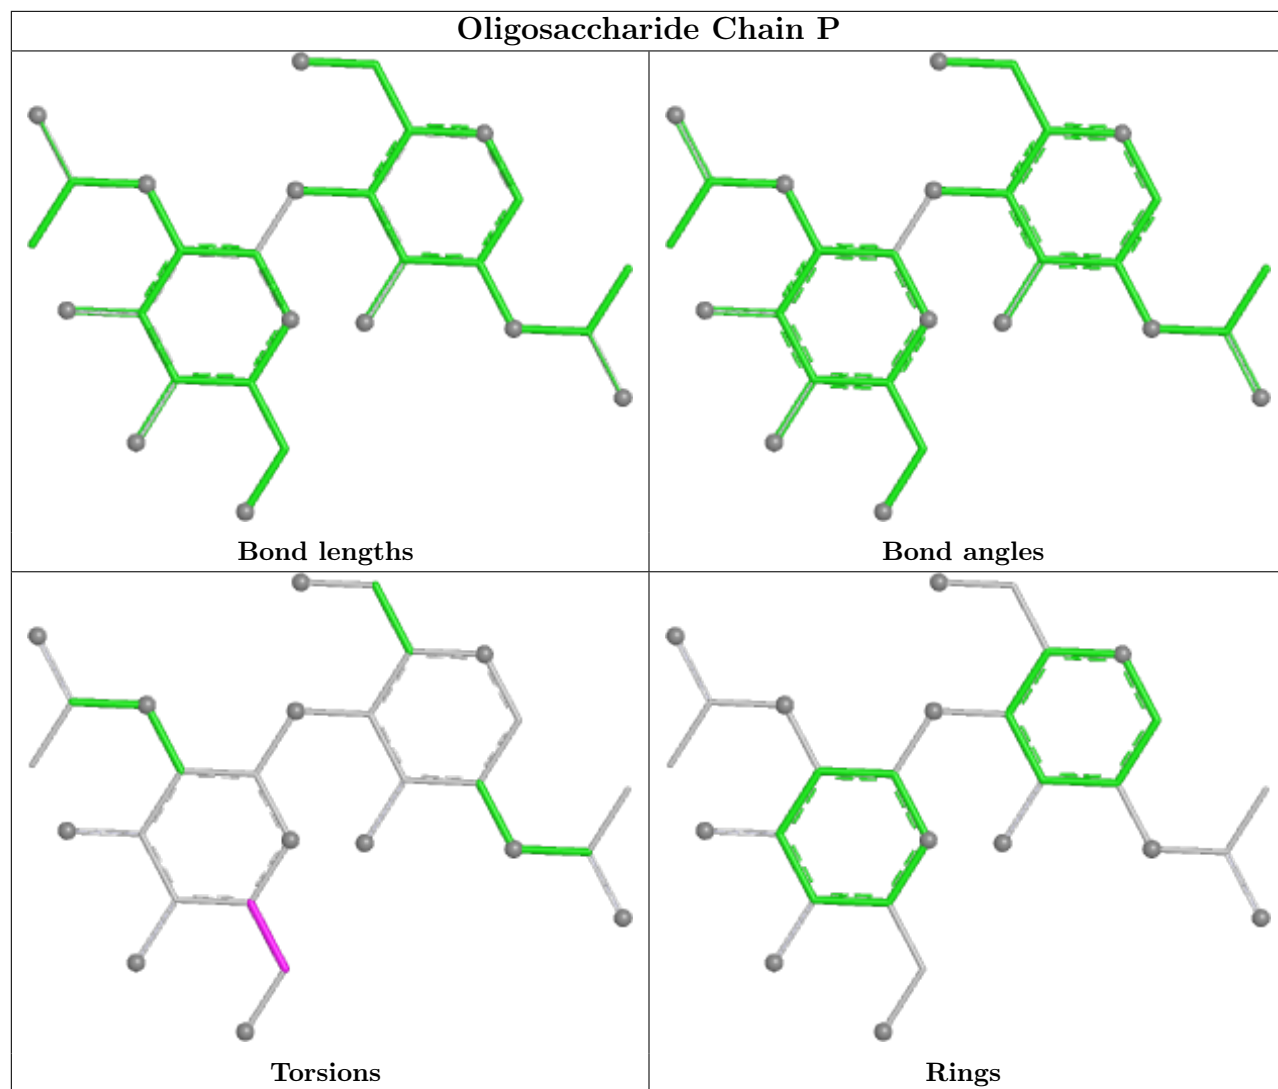 Oligosaccharide Chain P
Bond lengths
Bond angles
Torsions
Rings